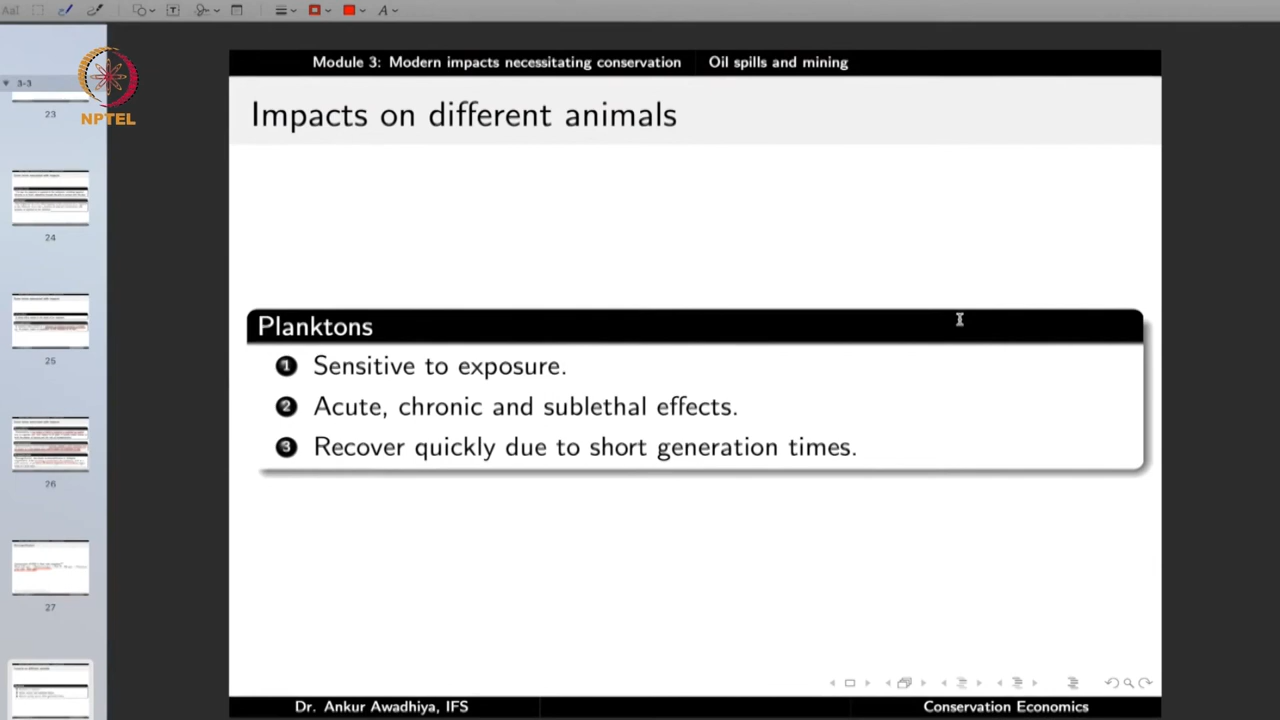 Module 3: Modern impacts necessitating conservation Oil spills and mining
3-3
NPTEL
23
24
25
26
27
Impacts on different animals
Planktons
1 Sensitive to exposure.
2 Acute, chronic and sublethal effects.
3 Recover quickly due to short generation times.
Dr. Ankur Awadhiya, IFS Conservation Economics